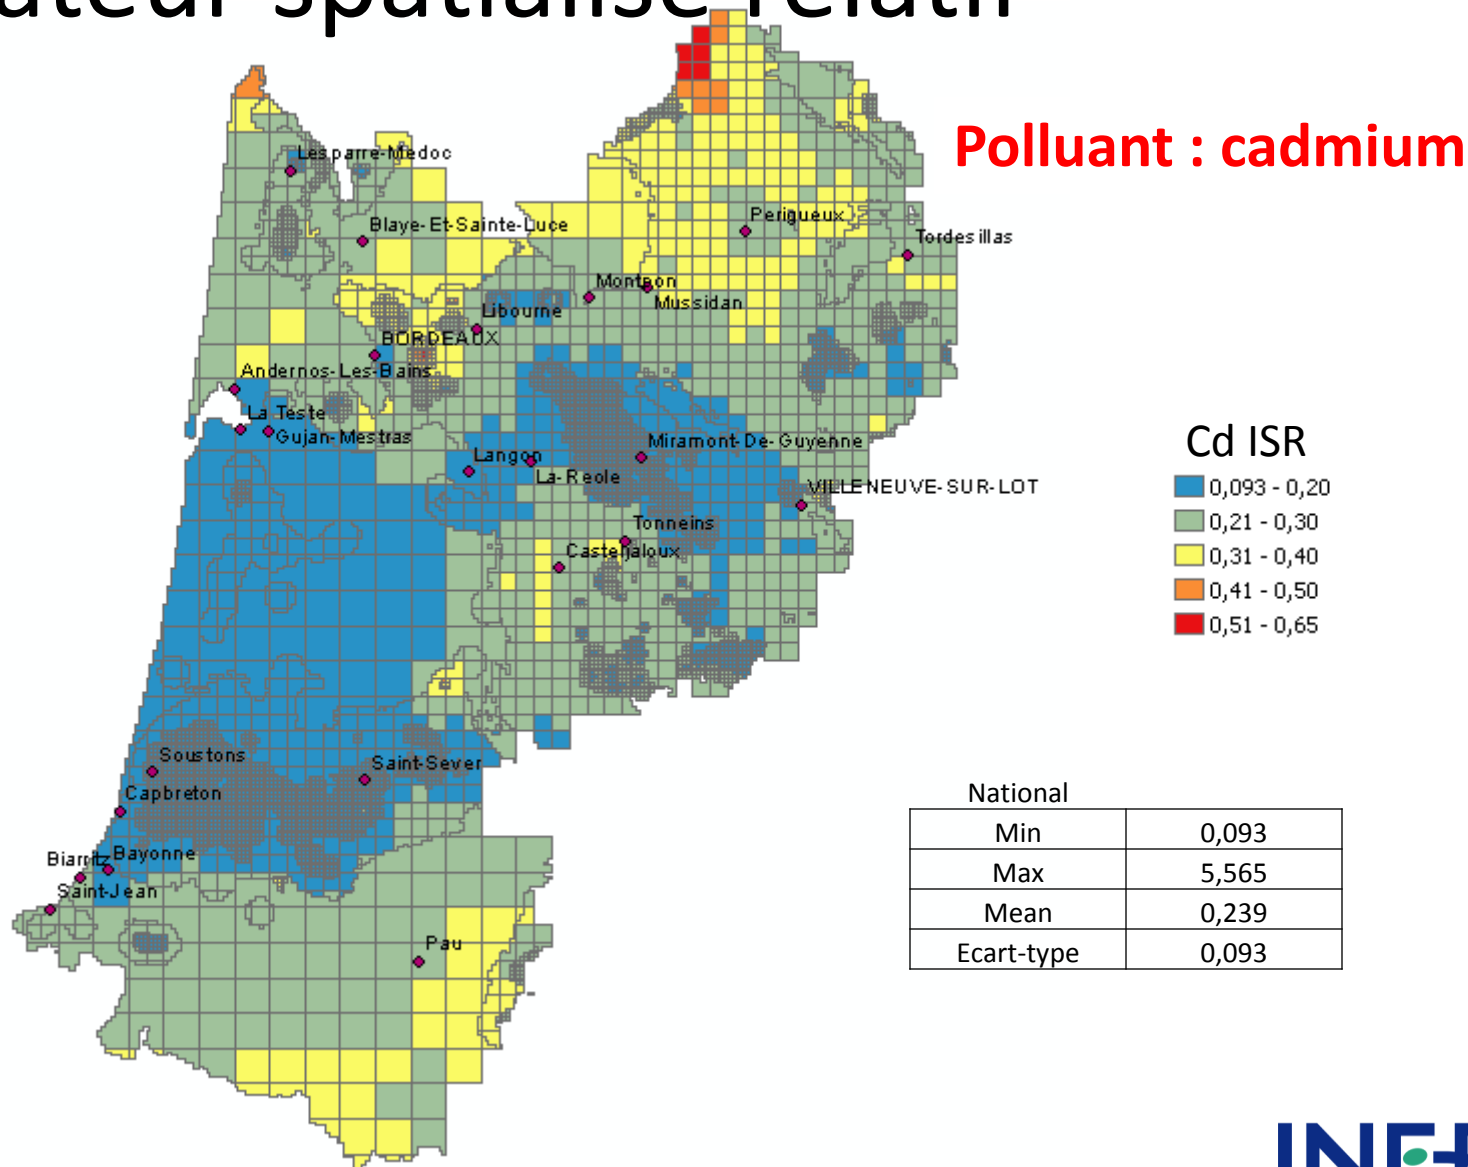 ateur spatialisé relatif
Polluant : cadmium
Lesparre-Medoc
Blaye-Et-Sainte-Luce
Perigueux
Tordesillas
Montpon
Mussidan
Libourne
BORDEAUX
Andernos-Les-Bains
La Teste
Gujan-Mestras
Miramont-De-Guyenne
Langon
La-Reole
VILLENEUVE-SUR-LOT
Tonneins
Casteljaloux
Soustons
Saint-Sever
Capbreton
Biarritz
Bayonne
Saint-Jean
Pau
Cd ISR
0,093 - 0,20
0,21 - 0,30
0,31 - 0,40
0,41 - 0,50
0,51 - 0,65
National
Min 0,093
Max 5,565
Mean 0,239
Ecart-type 0,093